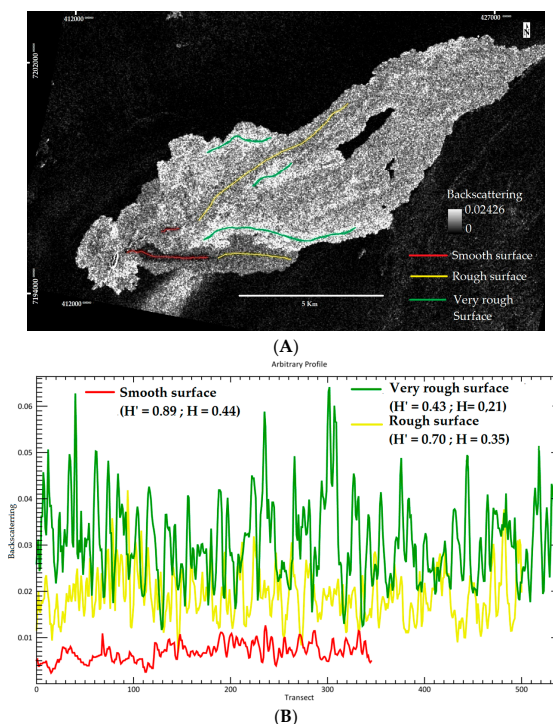 412000
427000
N
7202000
Backscattering
0.02426
0
Smooth surface
Rough surface
Very rough
Surface
5 Km
7194000
412000
(A)
Arbitrary Profile
Smooth surface
(H' = 0.89 ; H = 0.44)
Very rough surface
(H' = 0.43 ; H= 0,21)
Rough surface
(H' = 0.70 ; H = 0.35)
0.06
0.05
0.04
0.03
0.02
0.01
Backscaterring
0 100 200 300 400 500
Transect
(B)